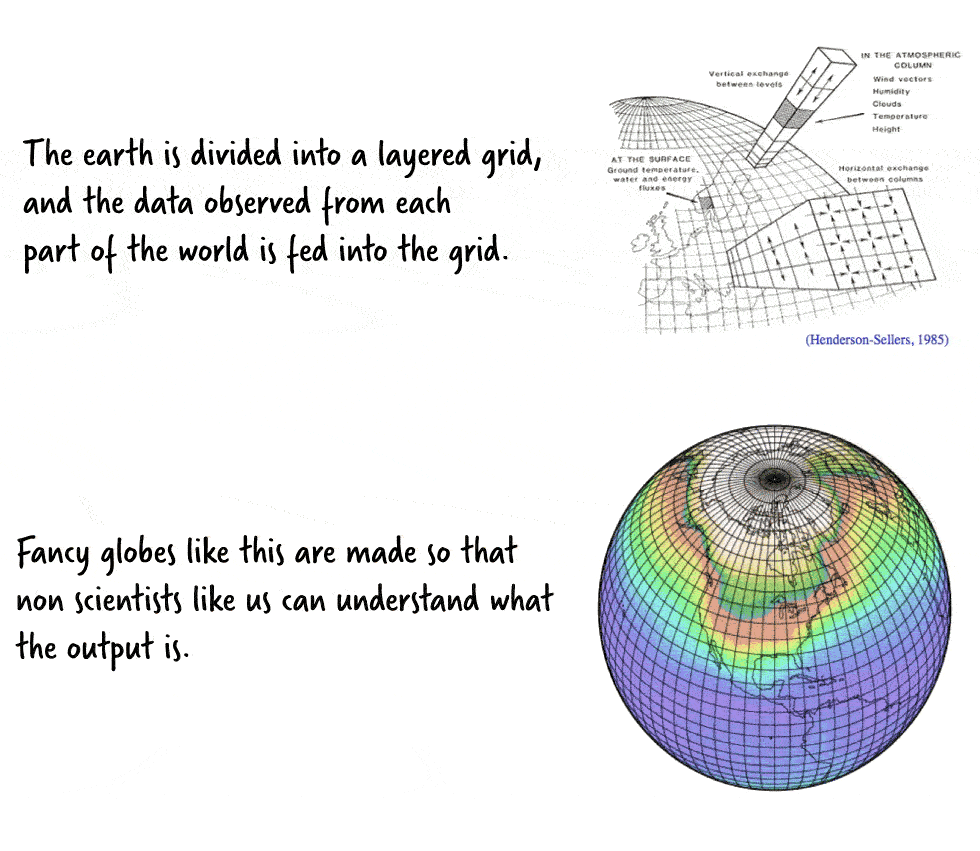 The earth is divided into a layered grid,
and the data observed from each
part of the world is fed into the grid.
IN THE ATMOSPHERIC
COLUMN
Wind vectors
Humidity
Clouds
Temperature
Height
Vertical exchange
between levels
AT THE SURFACE
Ground temperature,
water and energy
fluxes
Horizontal exchange
between columns
(Henderson-Sellers, 1985)
Fancy globes like this are made so that
non scientists like us can understand what
the output is.